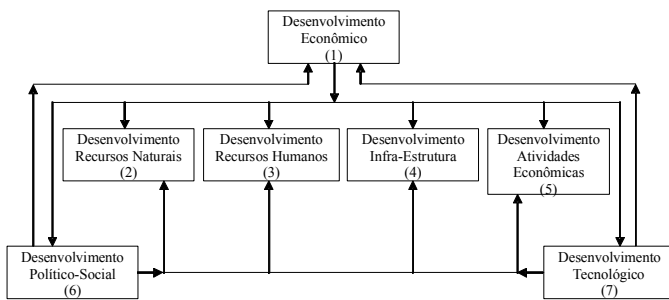 Desenvolvimento
Econômico
(1)
Desenvolvimento
Recursos Naturais
(2)
Desenvolvimento
Recursos Humanos
(3)
Desenvolvimento
Infra-Estrutura
(4)
Desenvolvimento
Atividades
Econômicas
(5)
Desenvolvimento
Político-Social
(6)
Desenvolvimento
Tecnológico
(7)